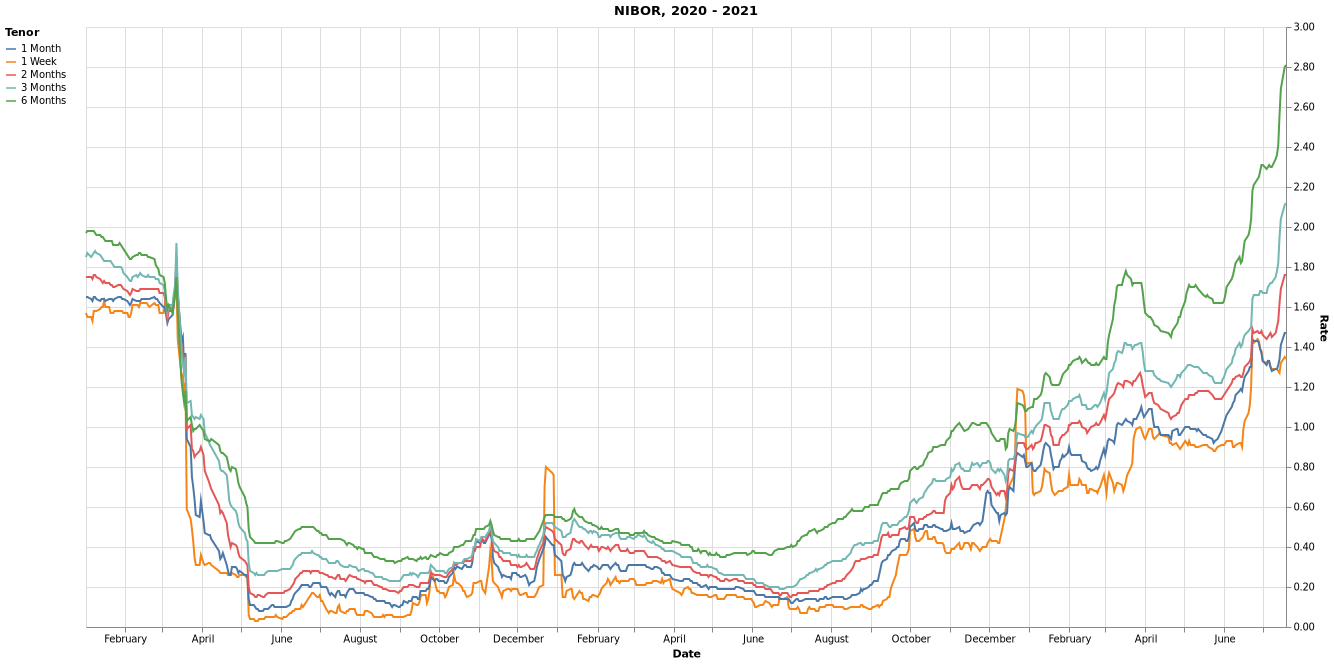 NIBOR, 2020 - 2021
Tenor
1 Month
1 Week
2 Months
3 Months
6 Months
3.00
2.80
2.60
2.40
2.20
2.00
1.80
1.60
1.40
1.20
1.00
0.80
0.60
0.40
0.20
0.00
Rate
February April June August October December February April June August October December February April June
Date